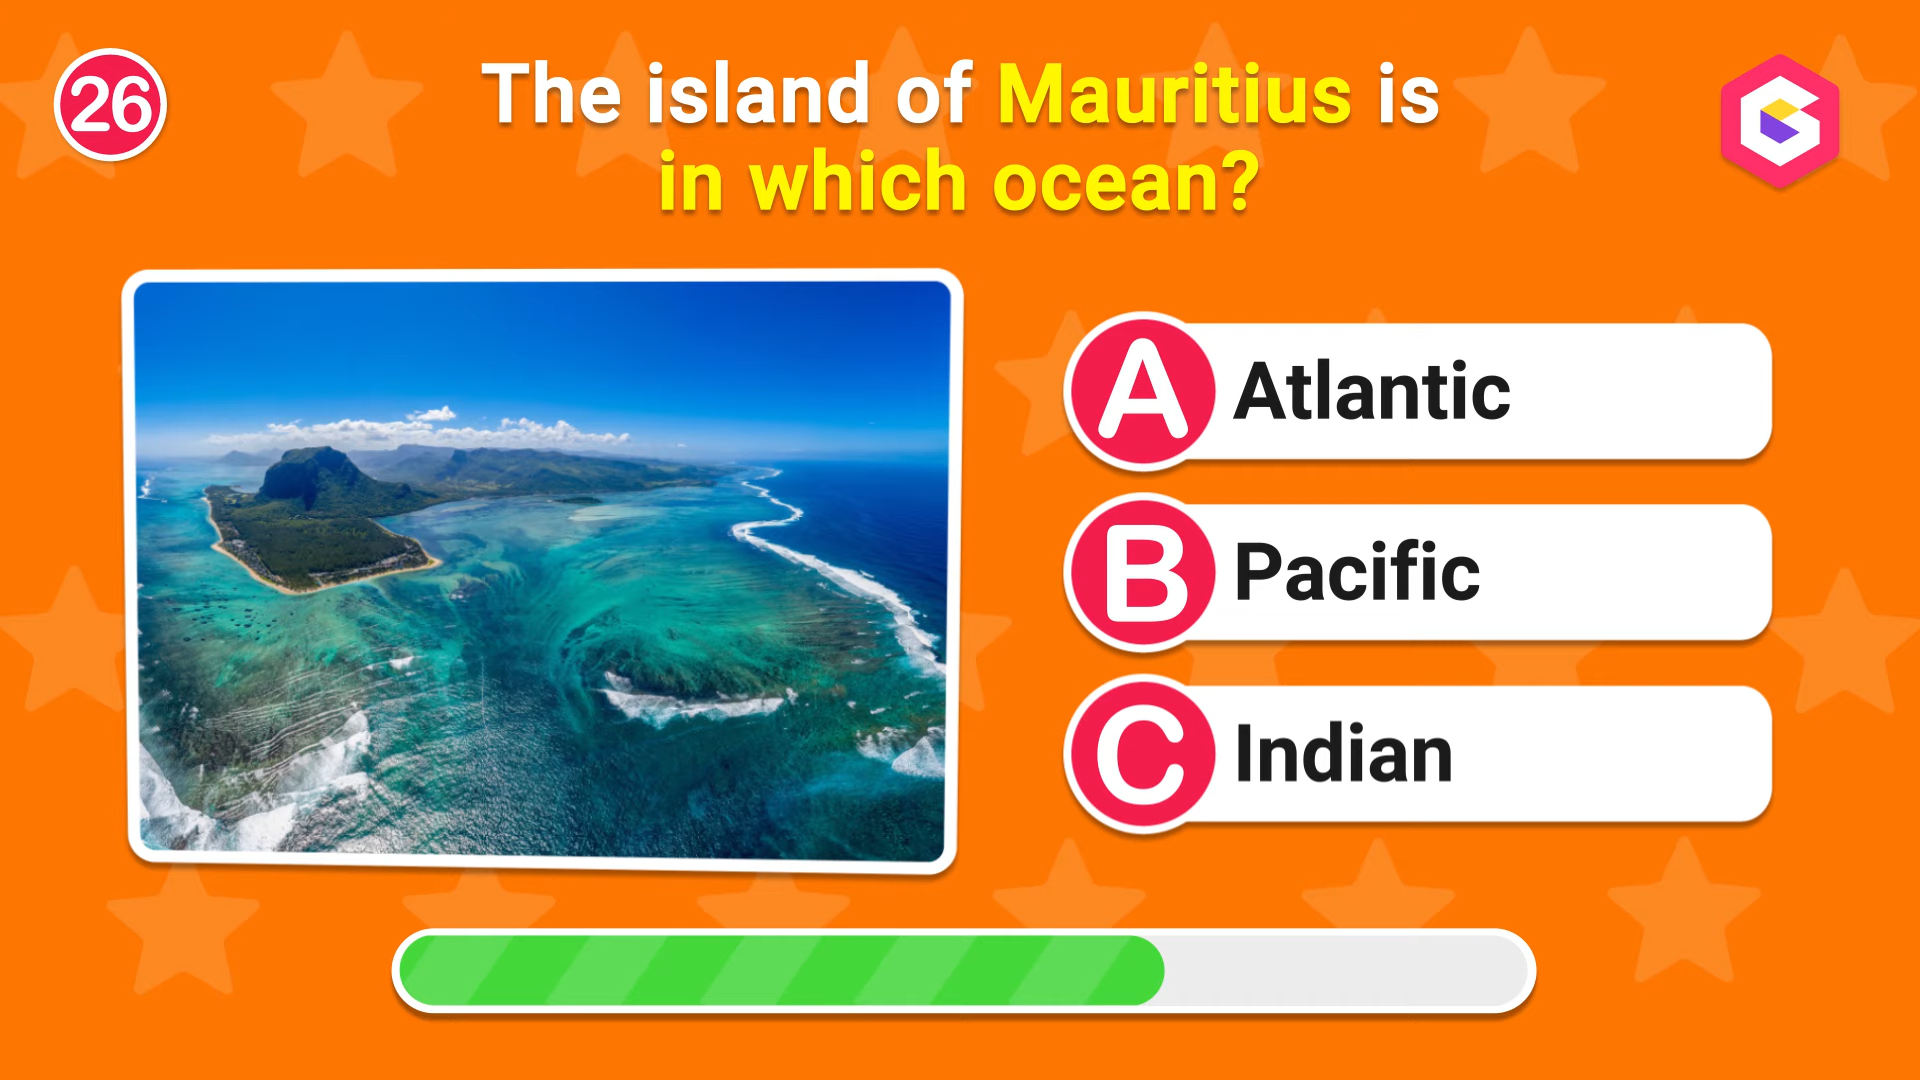 26
The island of Mauritius is
in which ocean?
A Atlantic
B Pacific
C Indian